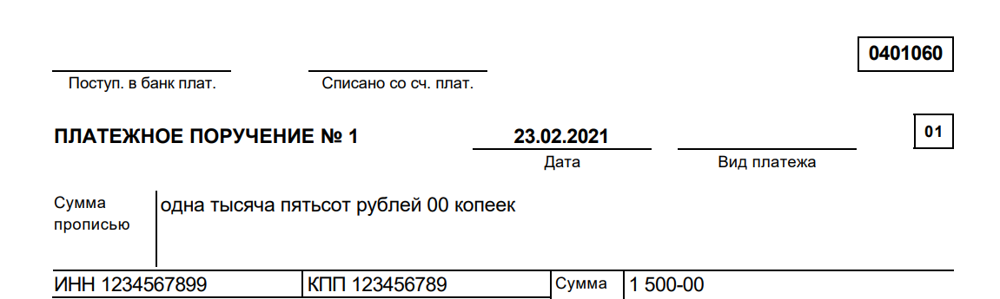 0401060
Поступ. в банк плат. Списано со сч. плат.
ПЛАТЕЖНОЕ ПОРУЧЕНИЕ № 1 23.02.2021 01
Дата Вид платежа
Сумма прописью
одна тысяча пятьсот рублей 00 копеек
ИНН 1234567899 КПП 123456789 Сумма 1 500-00